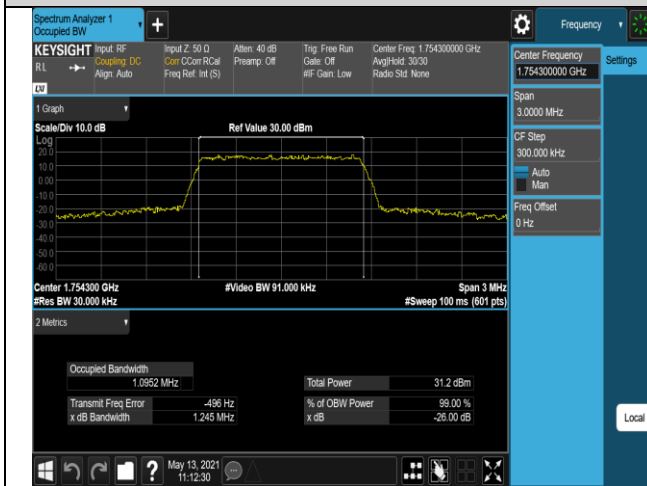 Spectrum Analyzer 1
Occupied BW
+
Frequency
KEYSIGHT
RL
LXI
Input: RF
Coupling: DC
Align: Auto
Input Z: 50 Ω
Corr CCorr RCal
Freq Ref: Int (S)
Atten: 40 dB
Preamp: Off
Trig: Free Run
Gate: Off
#IF Gain: Low
Center Freq: 1.754300000 GHz
Avg|Hold: 30/30
Radio Std: None
Center Frequency
1.754300000 GHz
Settings
Span
3.0000 MHz
CF Step
300.000 kHz
Auto
Man
Freq Offset
0 Hz
1 Graph
Scale/Div 10.0 dB
Ref Value 30.00 dBm
Log
20.0
10.0
0.00
-10.0
-20.0
-30.0
-40.0
-50.0
-60.0
Center 1.754300 GHz
#Video BW 91.000 kHz
Span 3 MHz
#Res BW 30.000 kHz
#Sweep 100 ms (601 pts)
2 Metrics
Occupied Bandwidth
1.0952 MHz
Total Power 31.2 dBm
Transmit Freq Error -496 Hz
% of OBW Power 99.00 %
x dB Bandwidth 1.245 MHz
x dB -26.00 dB
Local
?
May 13, 2021
11:12:30